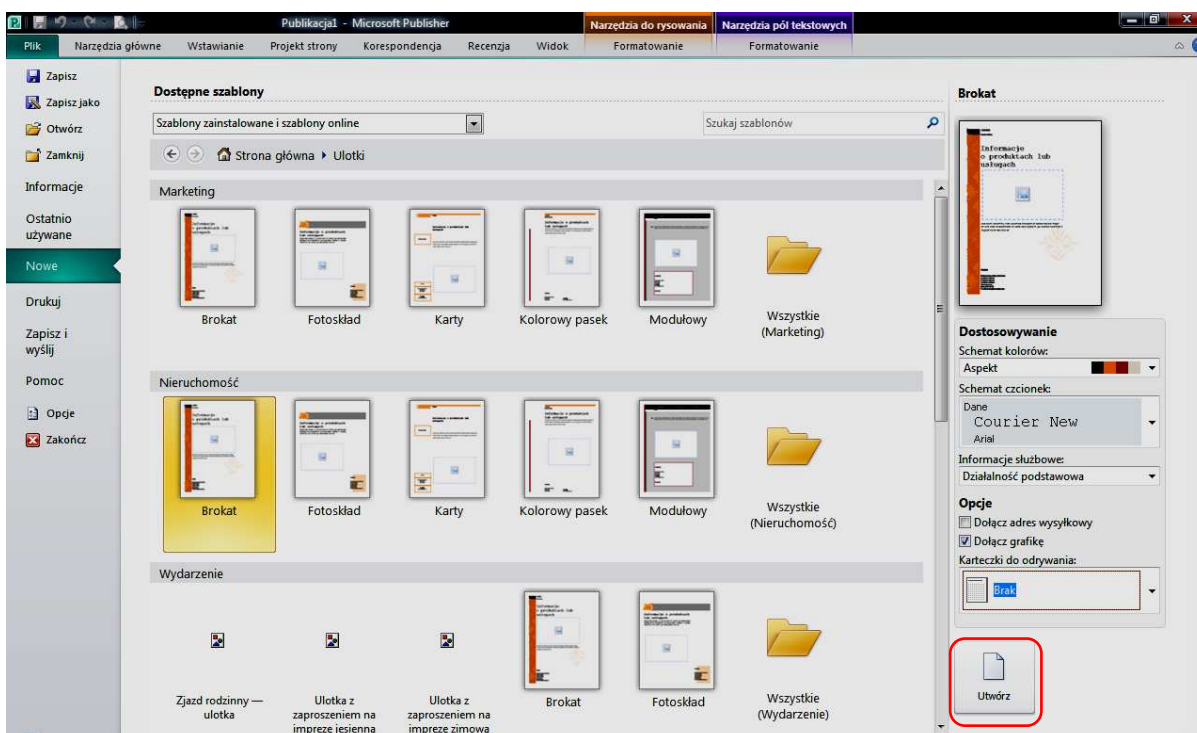 Publikacja1 - Microsoft Publisher
Narzędzia do rysowania
Narzędzia pól tekstowych
Plik
Narzędzia główne
Wstawianie
Projekt strony
Korespondencja
Recenzja
Widok
Formatowanie
Formatowanie
Zapisz
Zapisz jako
Otwórz
Zamknij
Informacje
Ostatnio
używane
Nowe
Drukuj
Zapisz i
wyślij
Pomoc
Opcje
Zakończ
Dostępne szablony
Szablony zainstalowane i szablony online
Szukaj szablonów
Strona główna
Ulotki
Marketing
Brokat
Fotoskład
Karty
Kolorowy pasek
Modułowy
Wszystkie
(Marketing)
Nieruchomość
Brokat
Fotoskład
Karty
Kolorowy pasek
Modułowy
Wszystkie
(Nieruchomość)
Wydarzenie
Zjazd rodzinny —
ulotka
Ulotka z
zaproszeniem na
imprezę jesienną
Ulotka z
zaproszeniem na
imprezę zimową
Brokat
Fotoskład
Wszystkie
(Wydarzenie)
Brokat
Informacje
o produktach lub
usługach
Dostosowywanie
Schemat kolorów:
Aspekt
Schemat czcionek:
Dane
Courier New
Arial
Informacje służbowe:
Działalność podstawowa
Opcje
Dołącz adres wysyłkowy
Dołącz grafikę
Karteczki do odrywania:
Brak
Utwórz